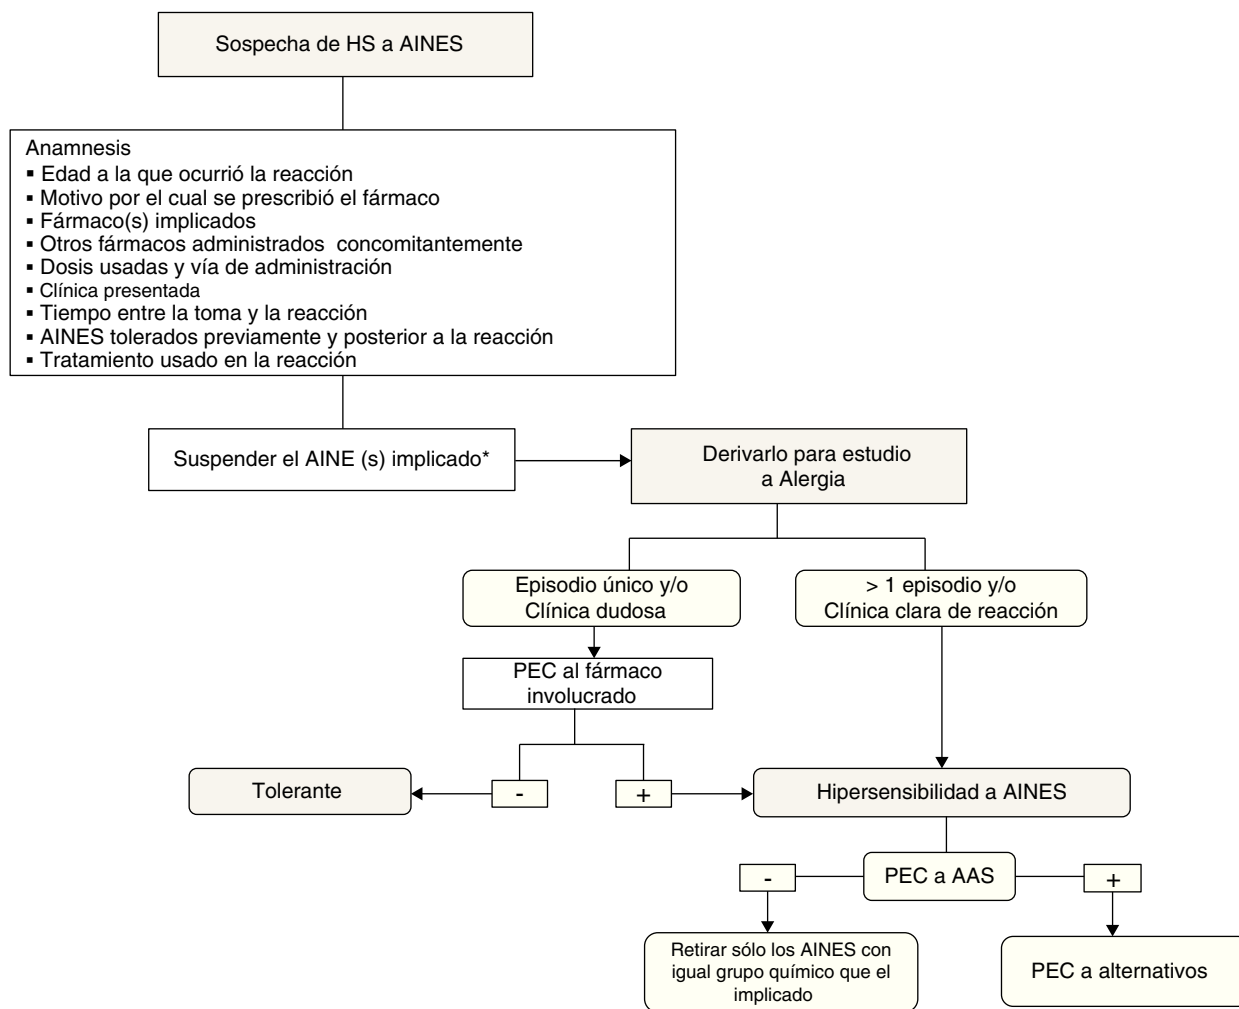 Sospecha de HS a AINES
Anamnesis
▪ Edad a la que ocurrió la reacción
▪ Motivo por el cual se prescribió el fármaco
▪ Fármaco(s) implicados
▪ Otros fármacos administrados concomitantemente
▪ Dosis usadas y vía de administración
▪ Clínica presentada
▪ Tiempo entre la toma y la reacción
▪ AINES tolerados previamente y posterior a la reacción
▪ Tratamiento usado en la reacción
Suspender el AINE (s) implicado*
Derivarlo para estudio
a Alergia
Episodio único y/o
Clínica dudosa
> 1 episodio y/o
Clínica clara de reacción
PEC al fármaco
involucrado
Tolerante
-
+
Hipersensibilidad a AINES
-
PEC a AAS
+
Retirar sólo los AINES con
igual grupo químico que el
implicado
PEC a alternativos